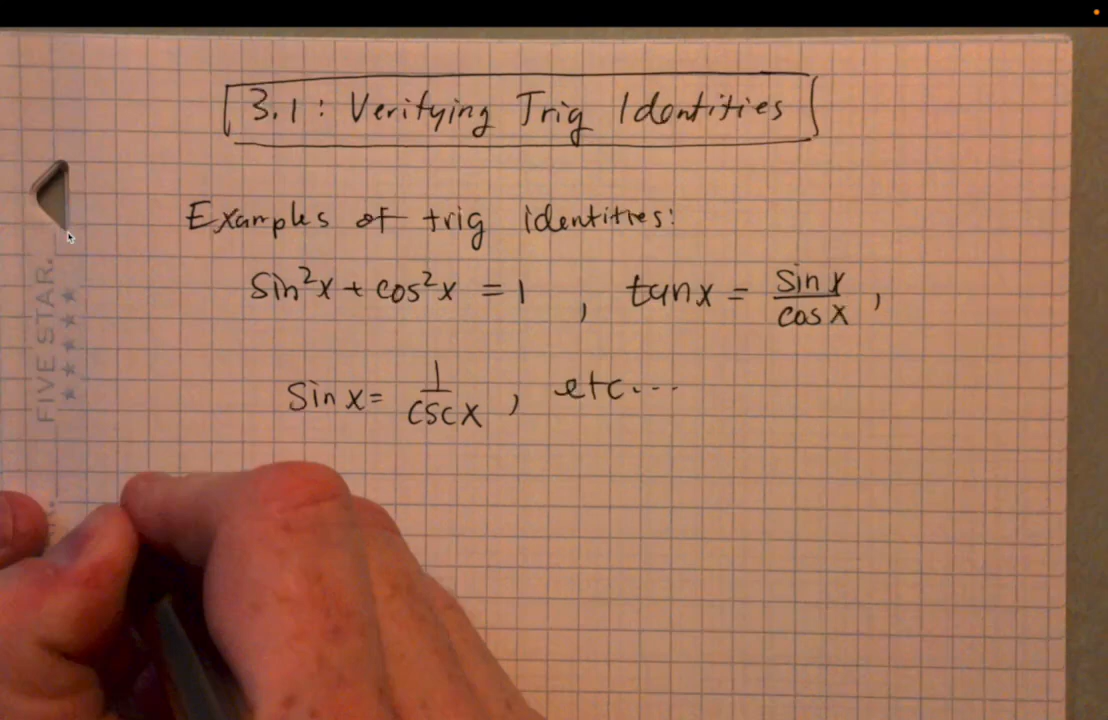 3.1: Verifying Trig Identities
Examples of trig identities:
sin²x + cos²x = 1 , tanx = sin x / cos x ,
sin x = 1 / csc x , etc...
FIVE STAR.